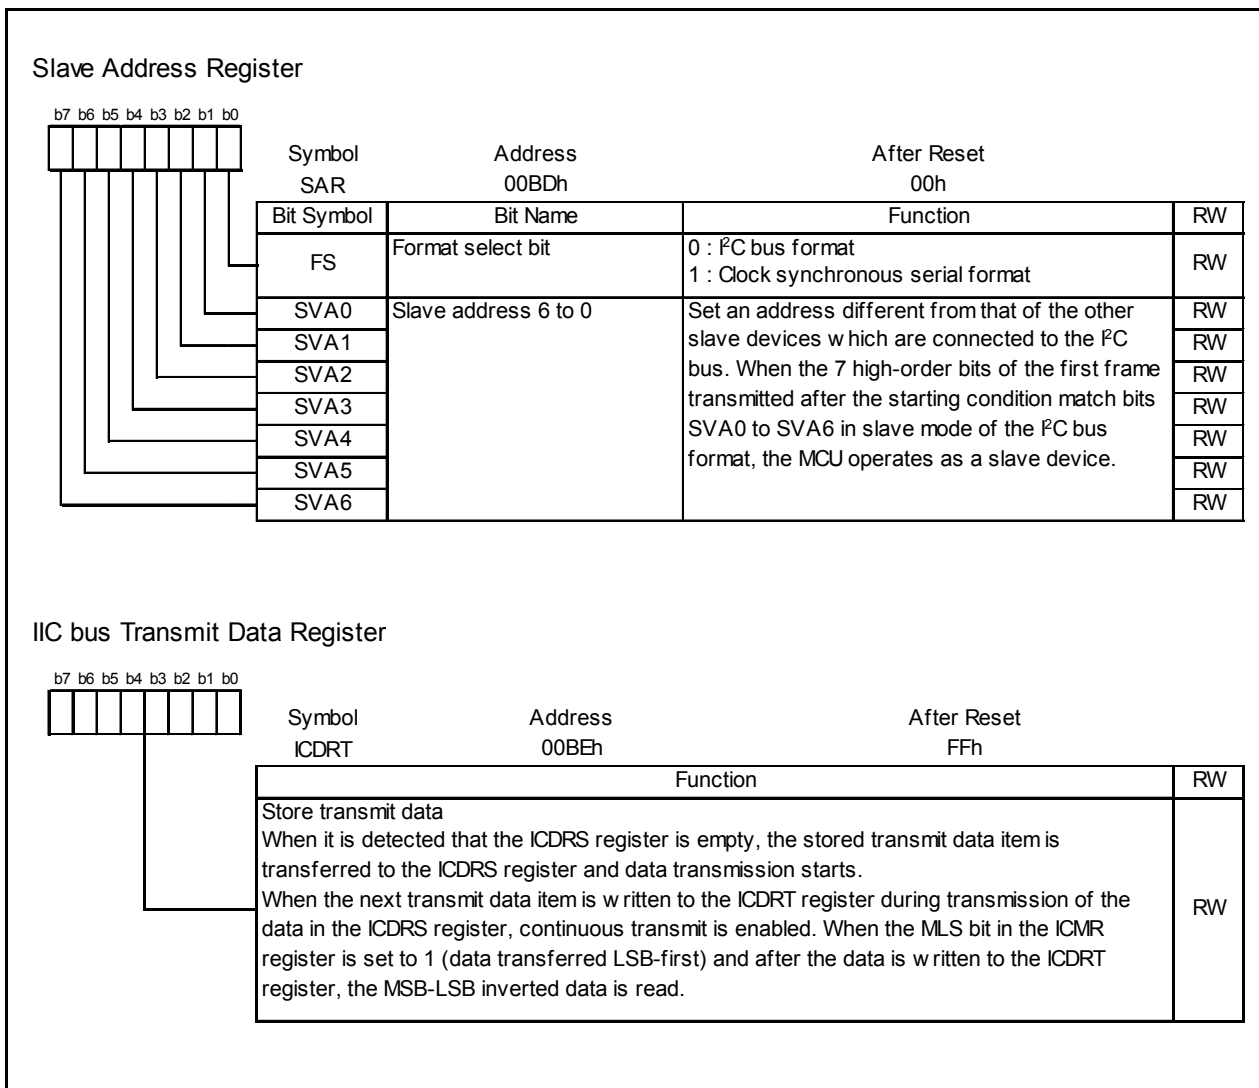 Slave Address Register
b7 b6 b5 b4 b3 b2 b1 b0
Symbol Address After Reset
SAR 00BDh 00h
Bit Symbol Bit Name Function RW
FS Format select bit 0 : I²C bus format RW
1 : Clock synchronous serial format
SVA0 Slave address 6 to 0 Set an address different from that of the other RW
SVA1 slave devices which are connected to the I²C RW
SVA2 bus. When the 7 high-order bits of the first frame RW
SVA3 transmitted after the starting condition match bits RW
SVA4 SVA0 to SVA6 in slave mode of the I²C bus RW
SVA5 format, the MCU operates as a slave device. RW
SVA6 RW
IIC bus Transmit Data Register
b7 b6 b5 b4 b3 b2 b1 b0
Symbol Address After Reset
ICDRT 00BEh FFh
Function RW
Store transmit data
When it is detected that the ICDRS register is empty, the stored transmit data item is
transferred to the ICDRS register and data transmission starts.
When the next transmit data item is written to the ICDRT register during transmission of the RW
data in the ICDRS register, continuous transmit is enabled. When the MLS bit in the ICMR
register is set to 1 (data transferred LSB-first) and after the data is written to the ICDRT
register, the MSB-LSB inverted data is read.